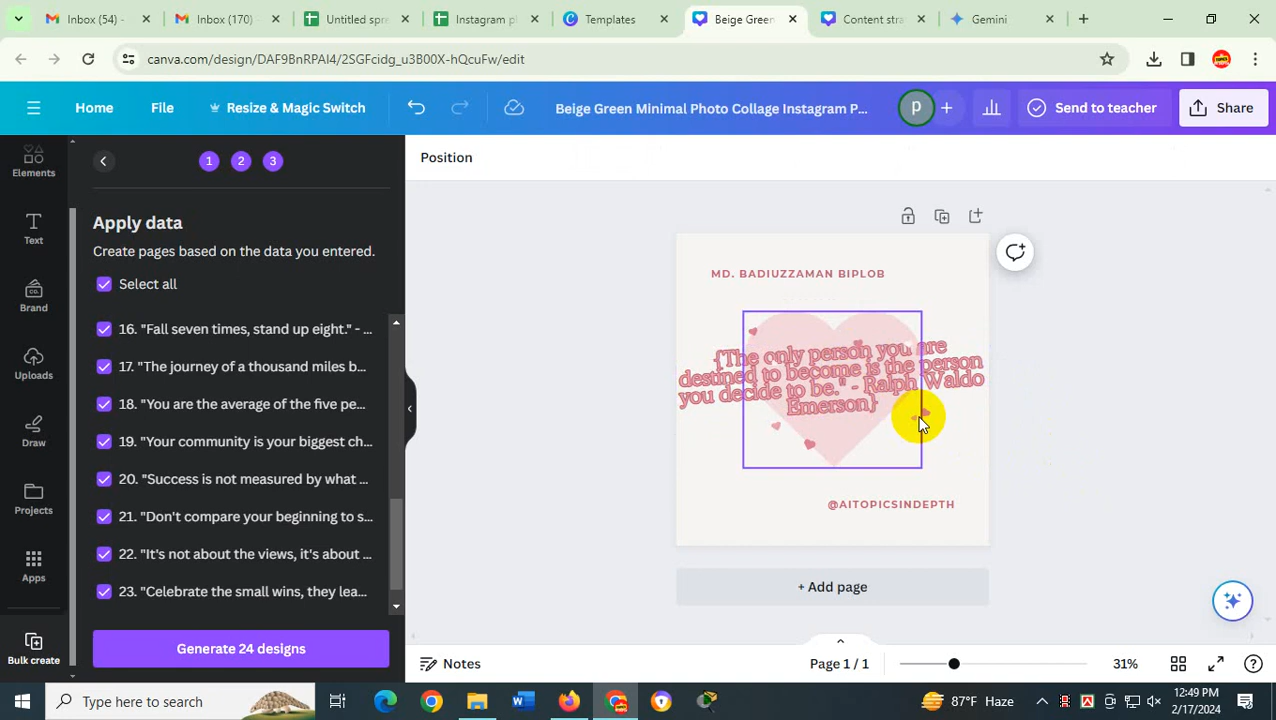 Inbox (54) -
Inbox (170)
Untitled spre
Instagram pl
Templates
Beige Green
Content stra
Gemini
canva.com/design/DAF9BnRPAI4/2SGFcidg_u3B00X-hQcuFw/edit
Home
File
Resize & Magic Switch
Beige Green Minimal Photo Collage Instagram P...
P
Send to teacher
Share
Elements
Text
Brand
Uploads
Draw
Projects
Apps
Bulk create
1
2
3
Apply data
Create pages based on the data you entered.
Select all
16. "Fall seven times, stand up eight." - ...
17. "The journey of a thousand miles b...
18. "You are the average of the five pe...
19. "Your community is your biggest ch...
20. "Success is not measured by what ...
21. "Don't compare your beginning to s...
22. "It's not about the views, it's about ...
23. "Celebrate the small wins, they lea...
Generate 24 designs
Position
MD. BADIUZZAMAN BIPLOB
{The only person you are
destined to become is the person
you decide to be." - Ralph Waldo
Emerson}
@AITOPICSINDEPTH
+ Add page
Notes
Page 1 / 1
31%
Type here to search
87°F Haze
12:49 PM
2/17/2024